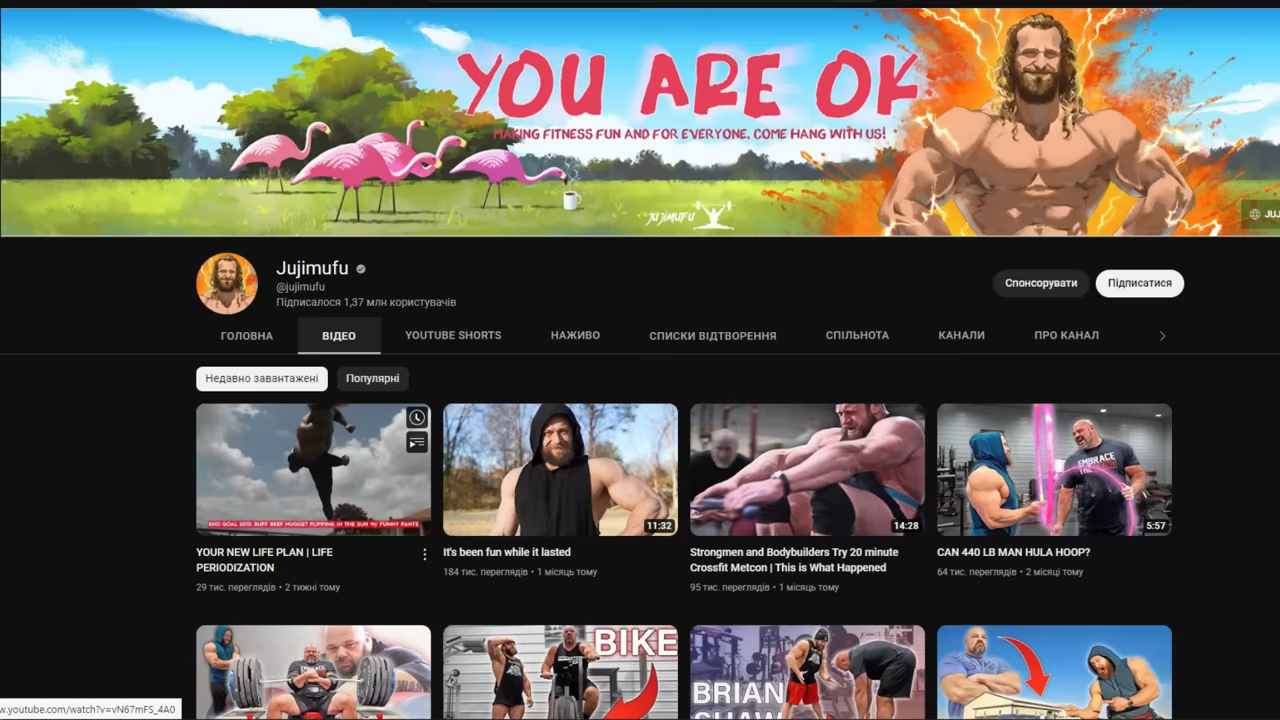 YOU ARE OK
MAKING FITNESS FUN AND FOR EVERYONE. COME HANG WITH US!
JUJIMUFU
JUJ
Jujimufu
@jujimufu
Підписалося 1,37 млн користувачів
Спонсорувати
Підписатися
ГОЛОВНА ВІДЕО YOUTUBE SHORTS НАЖИВО СПИСКИ ВІДТВОРЕННЯ СПІЛЬНОТА КАНАЛИ ПРО КАНАЛ
Недавно завантажені Популярні
EMBRACE
END GOAL 2013: BUFF BEEF NUGGET FLIPPING IN THE SUN W/ FUNNY PANTS
11:32
14:28
5:57
YOUR NEW LIFE PLAN | LIFE
PERIODIZATION
29 тис. переглядів • 2 тижні тому
It's been fun while it lasted
184 тис. переглядів • 1 місяць тому
Strongmen and Bodybuilders Try 20 minute
Crossfit Metcon | This is What Happened
95 тис. переглядів • 1 місяць тому
CAN 440 LB MAN HULA HOOP?
64 тис. переглядів • 2 місяці тому
EMBRACE
BIKE
BRIAN
SHAW
w.youtube.com/watch?v=vN67mFS_4A0